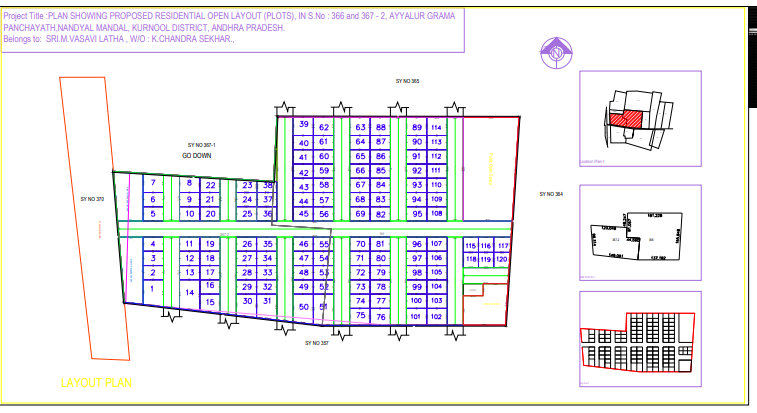 Project Title :PLAN SHOWING PROPOSED RESIDENTIAL OPEN LAYOUT (PLOTS), IN S.No : 366 and 367 - 2, AYYALUR GRAMA
PANCHAYATH,NANDYAL MANDAL, KURNOOL DISTRICT, ANDHRA PRADESH.
Belongs to: SRI.M.VASAVI LATHA , W/O : K.CHANDRA SEKHAR.,
SY NO 365
SY NO 367-1
GO DOWN
SY NO 370
SY NO 364
39 62 63 88 89 114
40 61 64 87 90 113
41 60 65 86 91 112
42 59 66 85 92 111
7 8 22 23 38 43 58 67 84 93 110
6 9 21 24 37 44 57 68 83 94 109
5 10 20 25 36 45 56 69 82 95 108
4 11 19 26 35 46 55 70 81 96 107 115 116 117
3 12 18 27 34 47 54 71 80 97 106 118 119 120
2 13 17 28 33 48 53 72 79 98 105
1 14 16 29 32 49 52 73 78 99 104
15 30 31 50 51 74 77 100 103
75 76 101 102
SY NO 357
LAYOUT PLAN